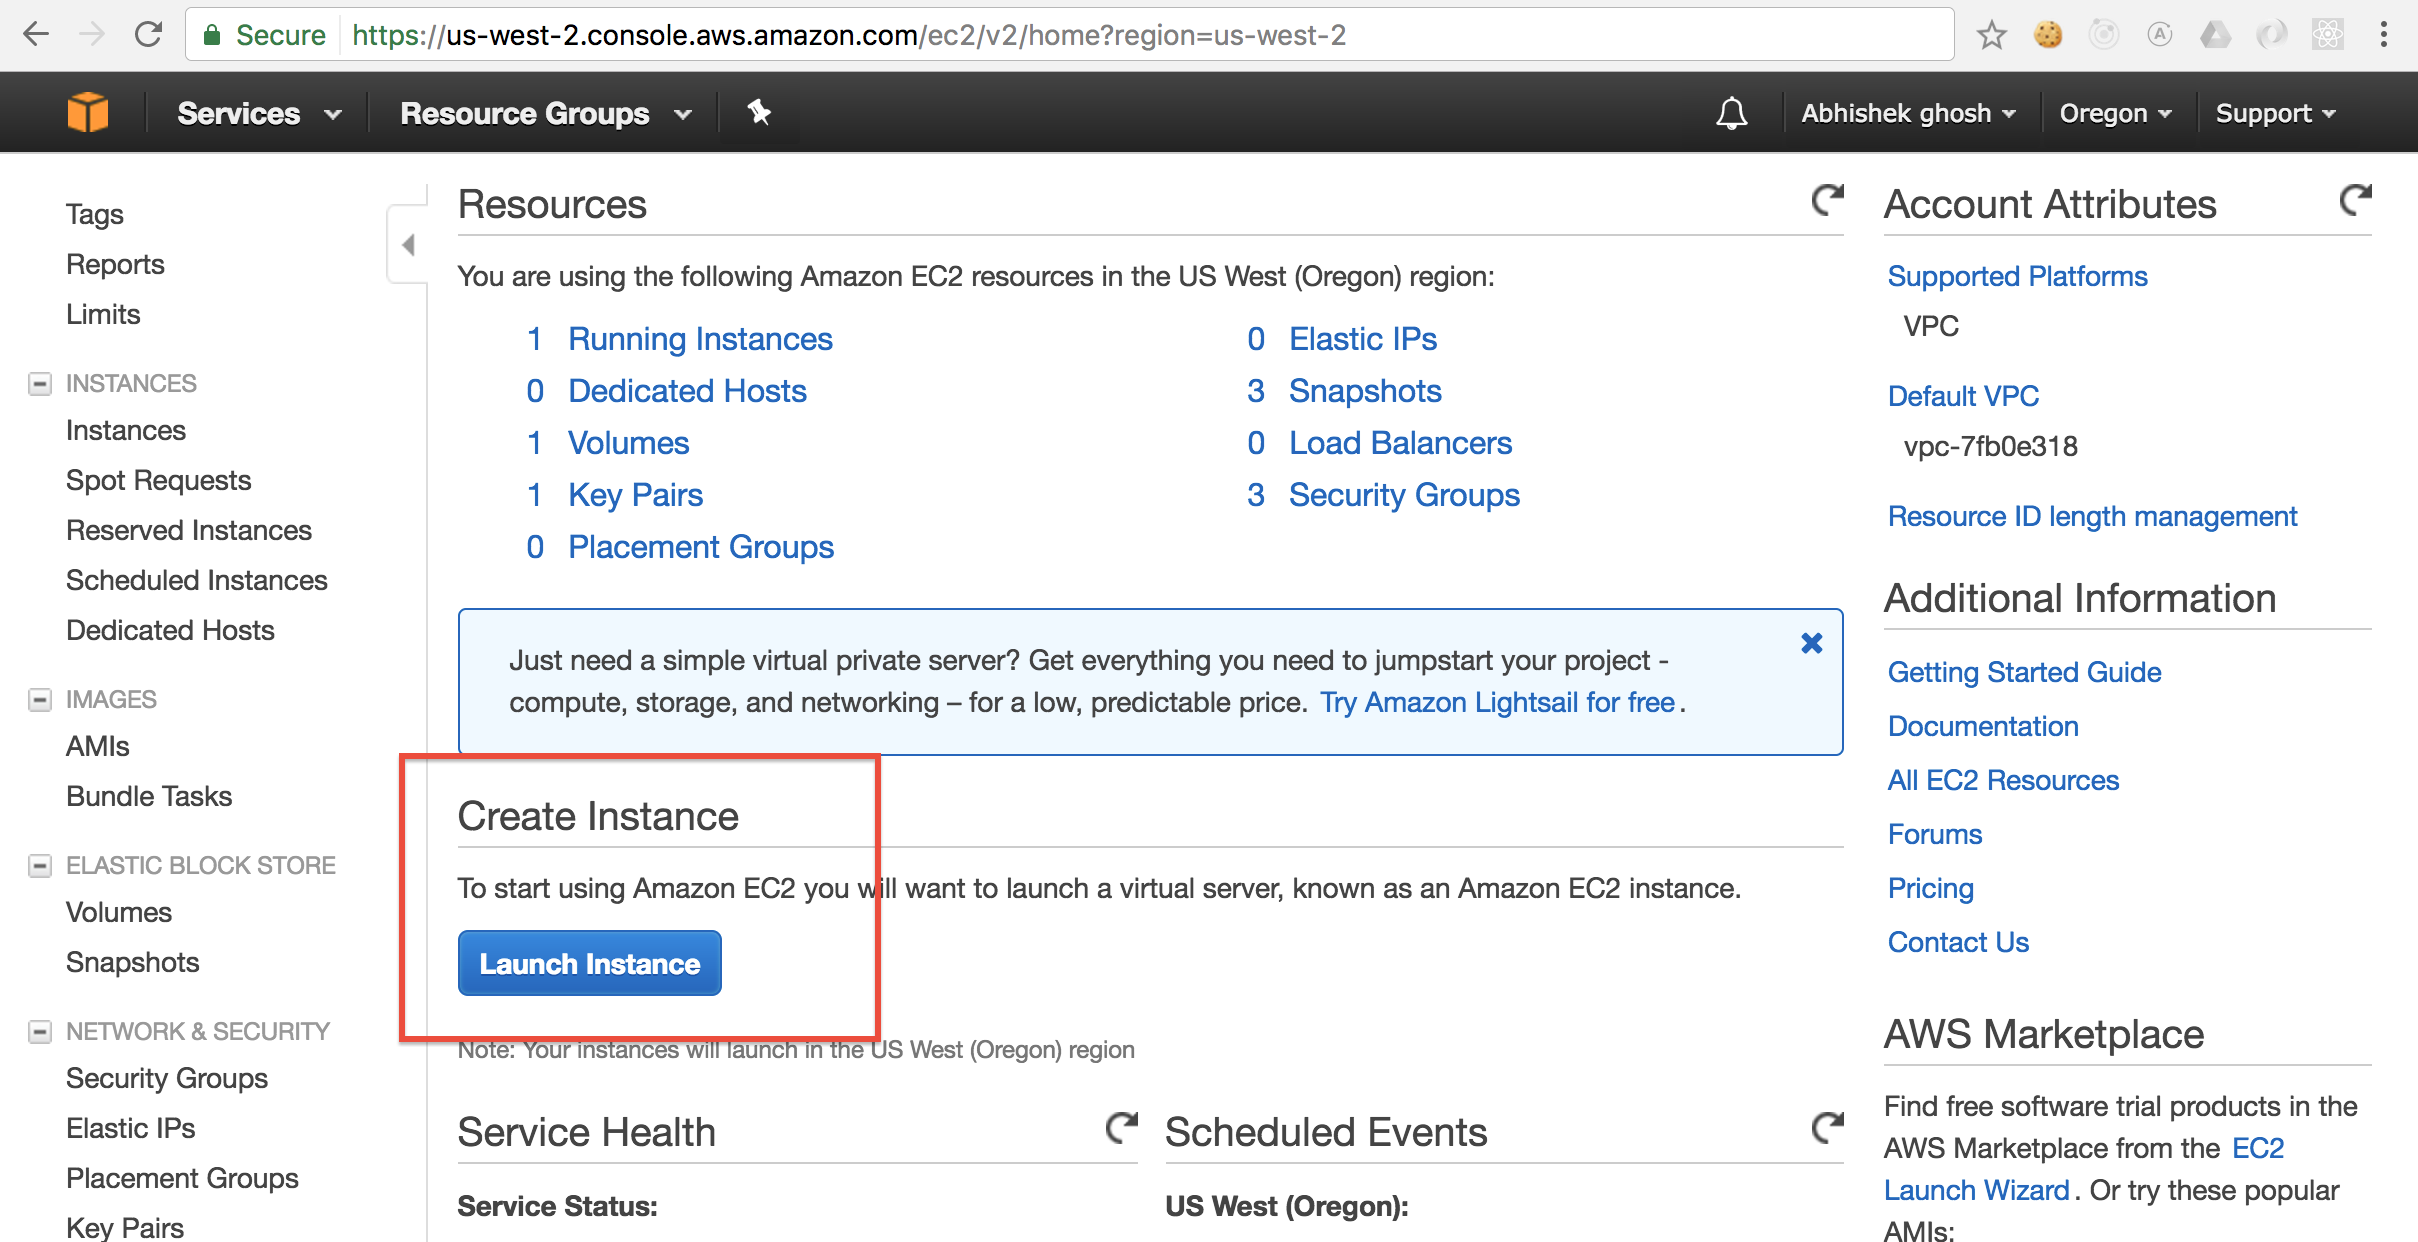 Secure https://us-west-2.console.aws.amazon.com/ec2/v2/home?region=us-west-2
Services Resource Groups Abhishek ghosh Oregon Support
Tags
Reports
Limits
INSTANCES
Instances
Spot Requests
Reserved Instances
Scheduled Instances
Dedicated Hosts
IMAGES
AMIs
Bundle Tasks
ELASTIC BLOCK STORE
Volumes
Snapshots
NETWORK & SECURITY
Security Groups
Elastic IPs
Placement Groups
Key Pairs
Resources
You are using the following Amazon EC2 resources in the US West (Oregon) region:
1 Running Instances
0 Dedicated Hosts
1 Volumes
1 Key Pairs
0 Placement Groups
0 Elastic IPs
3 Snapshots
0 Load Balancers
3 Security Groups
Just need a simple virtual private server? Get everything you need to jumpstart your project -
compute, storage, and networking – for a low, predictable price. Try Amazon Lightsail for free.
Create Instance
To start using Amazon EC2 you will want to launch a virtual server, known as an Amazon EC2 instance.
Launch Instance
Note: Your instances will launch in the US West (Oregon) region
Service Health
Service Status:
Scheduled Events
US West (Oregon):
Account Attributes
Supported Platforms
VPC
Default VPC
vpc-7fb0e318
Resource ID length management
Additional Information
Getting Started Guide
Documentation
All EC2 Resources
Forums
Pricing
Contact Us
AWS Marketplace
Find free software trial products in the
AWS Marketplace from the EC2
Launch Wizard. Or try these popular
AMIs: